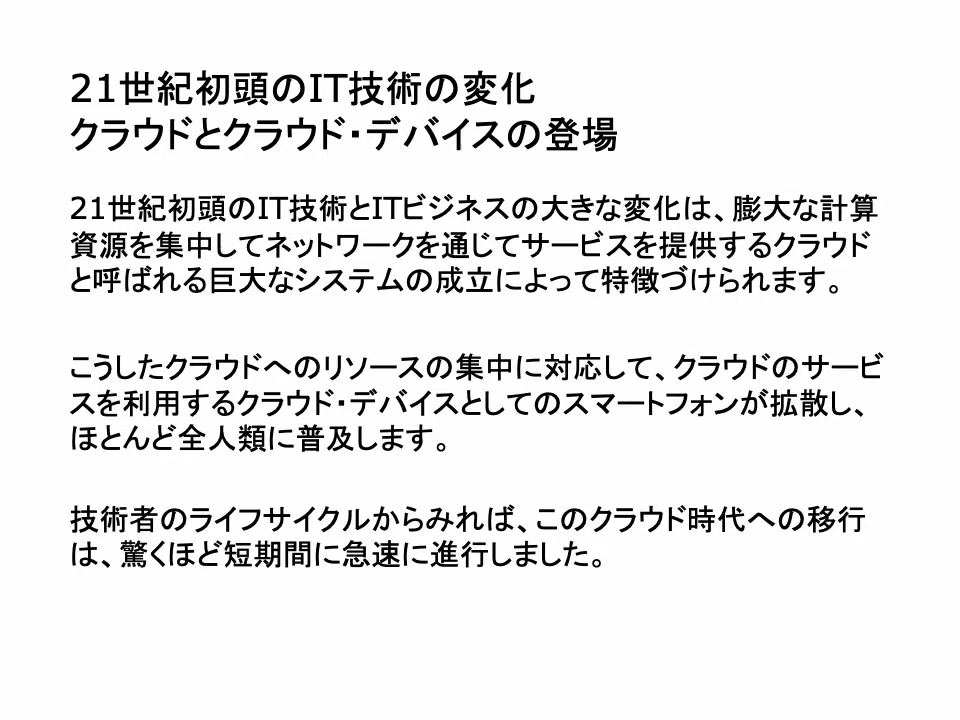 21世紀初頭のIT技術の変化
クラウドとクラウド・デバイスの登場
21世紀初頭のIT技術とITビジネスの大きな変化は、膨大な計算
資源を集中してネットワークを通じてサービスを提供するクラウド
と呼ばれる巨大なシステムの成立によって特徴づけられます。
こうしたクラウドへのリソースの集中に対応して、クラウドのサービ
スを利用するクラウド・デバイスとしてのスマートフォンが拡散し、
ほとんど全人類に普及します。
技術者のライフサイクルからみれば、このクラウド時代への移行
は、驚くほど短期間に急速に進行しました。